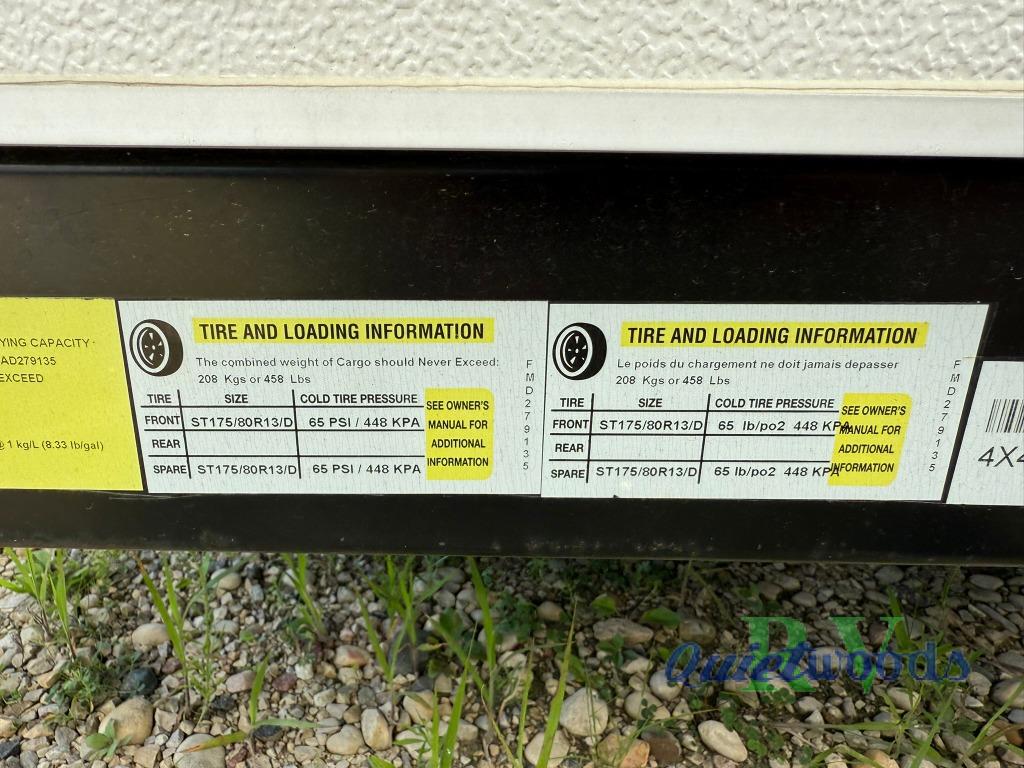 YING CAPACITY
AD279135
EXCEED
@ 1 kg/L (8.33 lb/gal)
TIRE AND LOADING INFORMATION
The combined weight of Cargo should Never Exceed:
208 Kgs or 458 Lbs
TIRE SIZE COLD TIRE PRESSURE
FRONT ST175/80R13/D 65 PSI / 448 KPA
REAR
SPARE ST175/80R13/D 65 PSI / 448 KPA
SEE OWNER'S
MANUAL FOR
ADDITIONAL
INFORMATION
FMD279135
TIRE AND LOADING INFORMATION
Le poids du chargement ne doit jamais depasser
208 Kgs or 458 Lbs
TIRE SIZE COLD TIRE PRESSURE
FRONT ST175/80R13/D 65 lb/po2 448 KPA
REAR
SPARE ST175/80R13/D 65 lb/po2 448 KPA
SEE OWNER'S
MANUAL FOR
ADDITIONAL
INFORMATION
FMD279135
4X4
Quietwoods RV